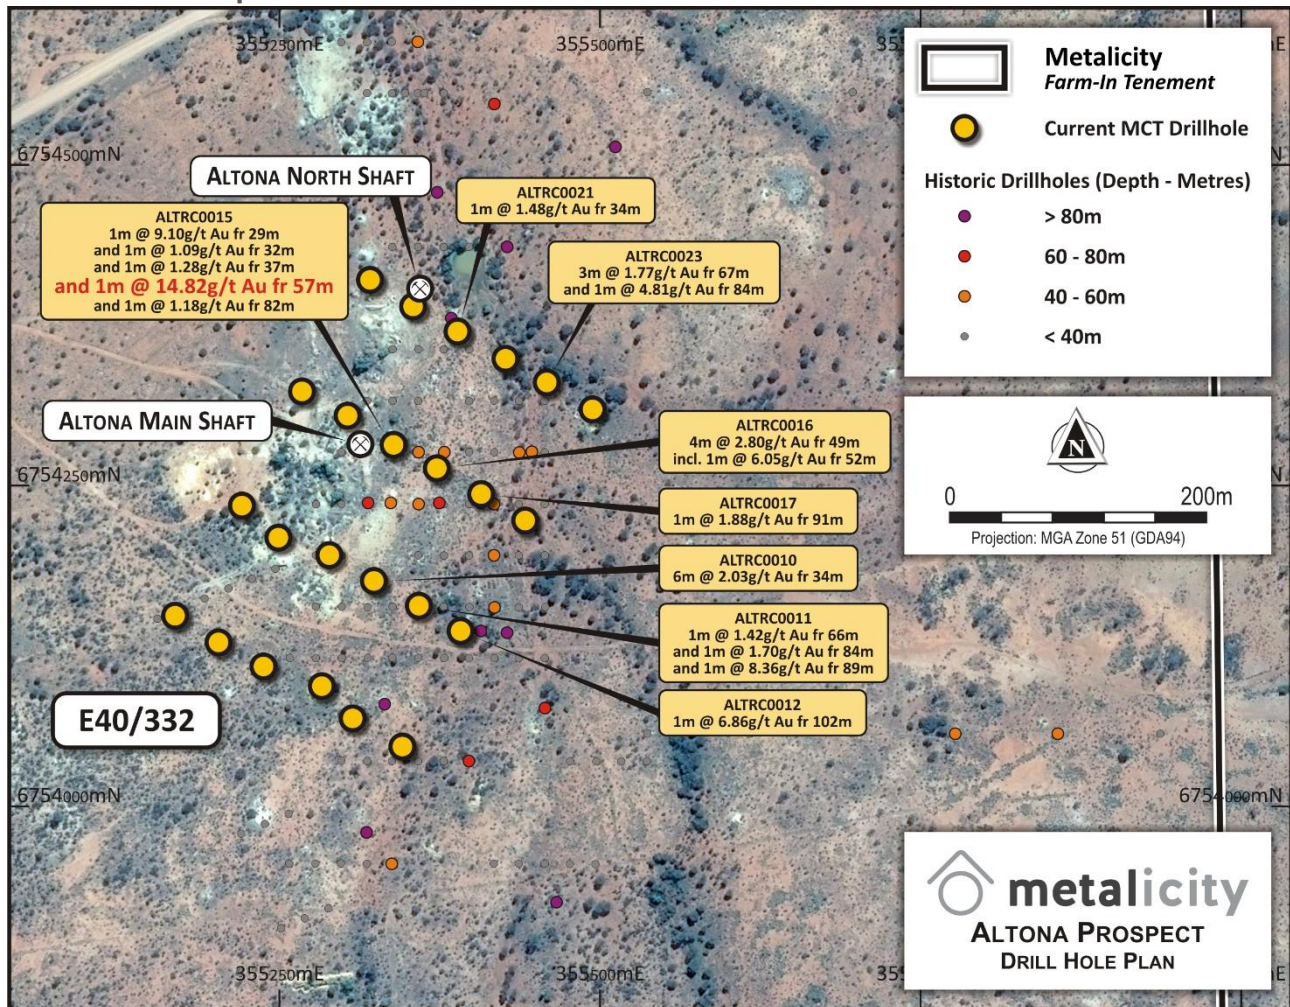 355250mE
355500mE
E
6754500mN
ALTONA NORTH SHAFT
ALTRC0021
1m @ 1.48g/t Au fr 34m
ALTRC0015
1m @ 9.10g/t Au fr 29m
and 1m @ 1.09g/t Au fr 32m
and 1m @ 1.28g/t Au fr 37m
and 1m @ 14.82g/t Au fr 57m
and 1m @ 1.18g/t Au fr 82m
ALTRC0023
3m @ 1.77g/t Au fr 67m
and 1m @ 4.81g/t Au fr 84m
ALTONA MAIN SHAFT
ALTRC0016
4m @ 2.80g/t Au fr 49m
incl. 1m @ 6.05g/t Au fr 52m
6754250mN
N
ALTRC0017
1m @ 1.88g/t Au fr 91m
ALTRC0010
6m @ 2.03g/t Au fr 34m
ALTRC0011
1m @ 1.42g/t Au fr 66m
and 1m @ 1.70g/t Au fr 84m
and 1m @ 8.36g/t Au fr 89m
ALTRC0012
1m @ 6.86g/t Au fr 102m
E40/332
6754000mN
6754000mN
355250mE
355500mE
35
E
Metalicity
Farm-In Tenement
Current MCT Drillhole
Historic Drillholes (Depth - Metres)
> 80m
60 - 80m
40 - 60m
< 40m
N
0
200m
Projection: MGA Zone 51 (GDA94)
metalicity
ALTONA PROSPECT
DRILL HOLE PLAN